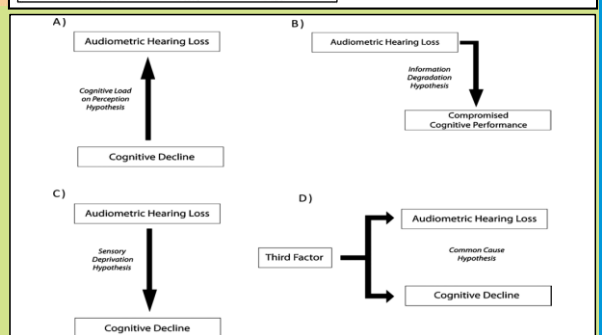 A)
Audiometric Hearing Loss
Cognitive Load
on Perception
Hypothesis
Cognitive Decline
B)
Audiometric Hearing Loss
Information
Degradation
Hypothesis
Compromised
Cognitive Performance
C)
Audiometric Hearing Loss
Sensory
Deprivation
Hypothesis
Cognitive Decline
D)
Third Factor
Audiometric Hearing Loss
Common Cause
Hypothesis
Cognitive Decline